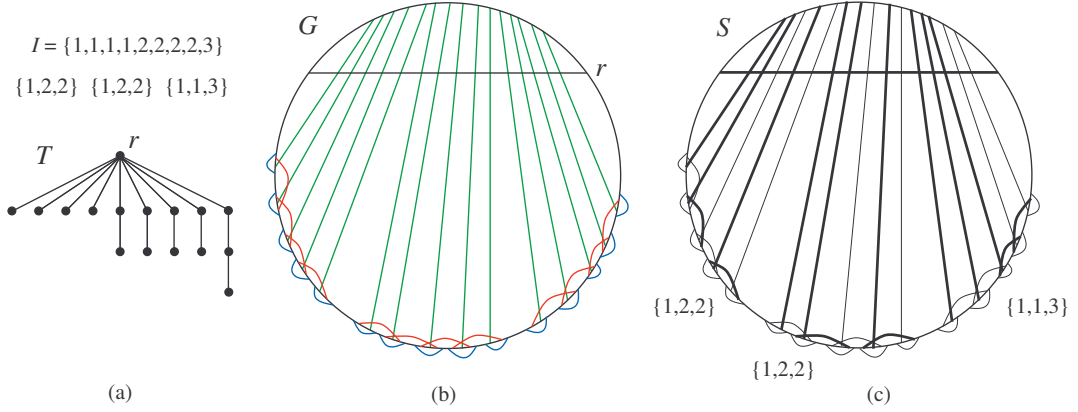 I = {1,1,1,1,2,2,2,2,3}
{1,2,2} {1,2,2} {1,1,3}
T
r
(a)
G
r
(b)
S
{1,2,2}
{1,2,2}
{1,1,3}
(c)